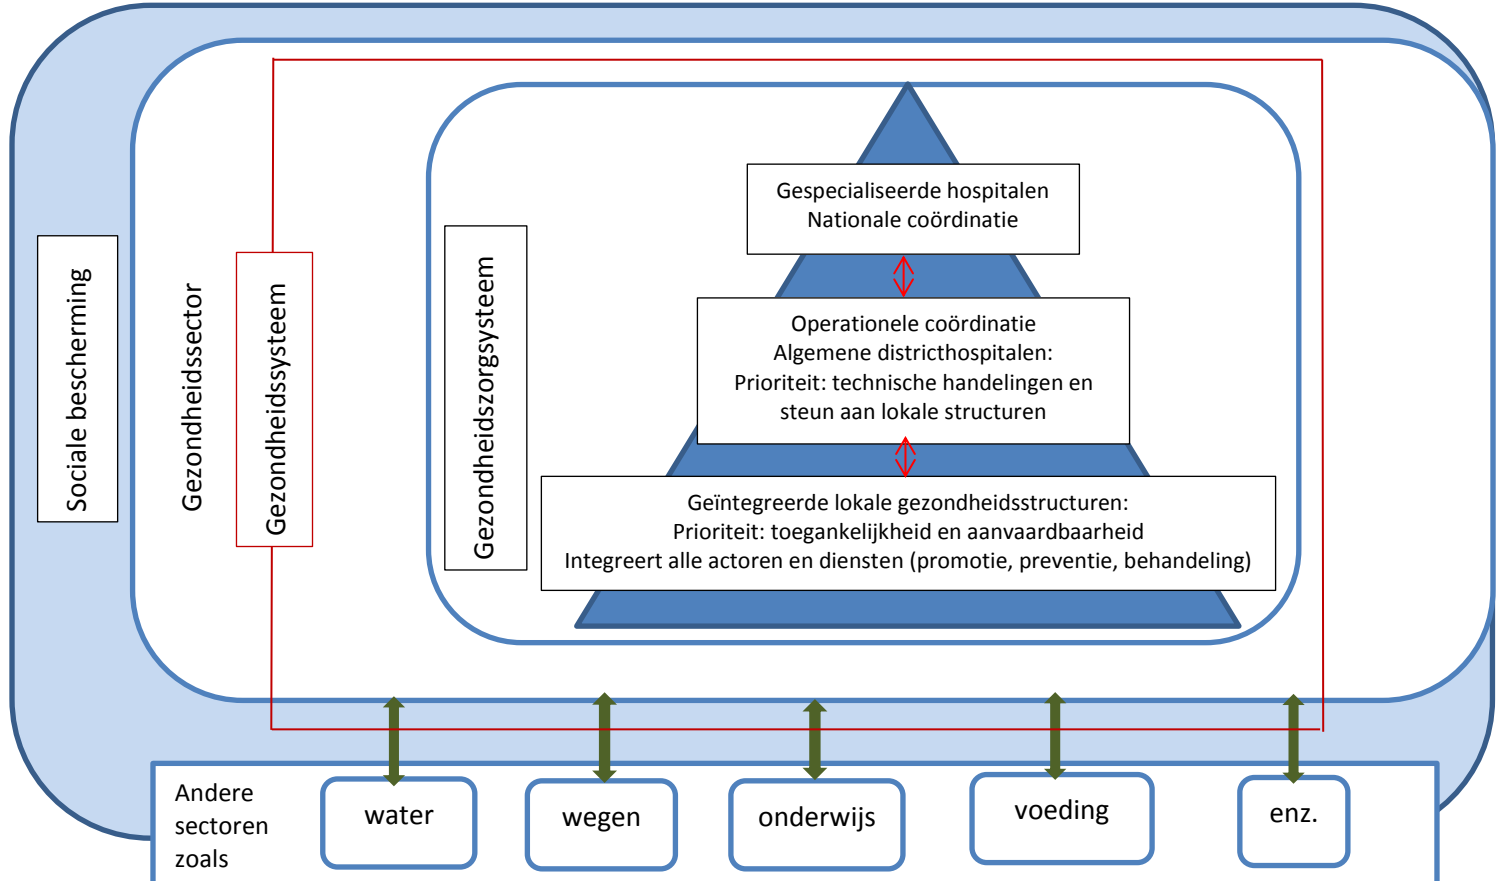 Sociale bescherming
Gezondheidssector
Gezondheidssysteem
Gezondheidszorgsysteem
Gespecialiseerde hospitalen
Nationale coördinatie
Operationele coördinatie
Algemene districthospitalen:
Prioriteit: technische handelingen en
steun aan lokale structuren
Geïntegreerde lokale gezondheidsstructuren:
Prioriteit: toegankelijkheid en aanvaardbaarheid
Integreert alle actoren en diensten (promotie, preventie, behandeling)
Andere
sectoren
zoals
water
wegen
onderwijs
voeding
enz.